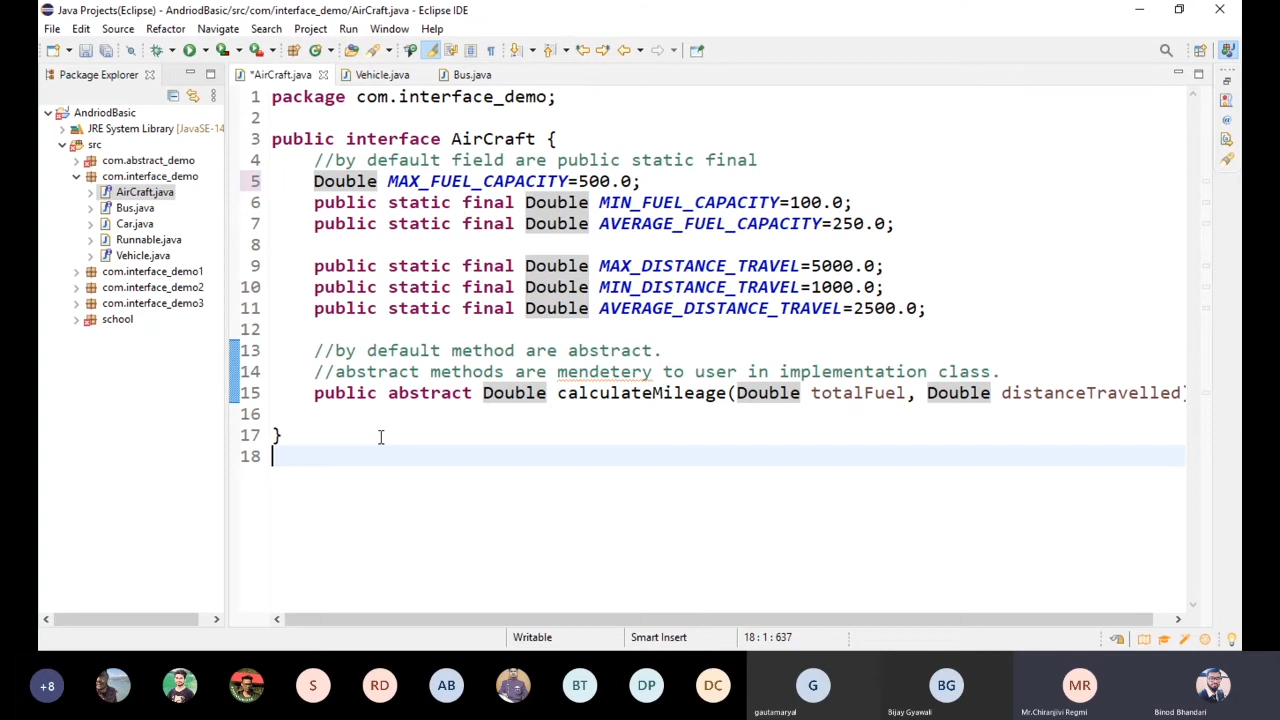 Java Projects(Eclipse) - AndriodBasic/src/com/interface_demo/AirCraft.java - Eclipse IDE
File Edit Source Refactor Navigate Search Project Run Window Help
Package Explorer
*AirCraft.java Vehicle.java Bus.java
AndriodBasic
JRE System Library [JavaSE-14
src
com.abstract_demo
com.interface_demo
AirCraft.java
Bus.java
Car.java
Runnable.java
Vehicle.java
com.interface_demo1
com.interface_demo2
com.interface_demo3
school
1 package com.interface_demo;
2
3 public interface AirCraft {
4 //by default field are public static final
5 Double MAX_FUEL_CAPACITY=500.0;
6 public static final Double MIN_FUEL_CAPACITY=100.0;
7 public static final Double AVERAGE_FUEL_CAPACITY=250.0;
8
9 public static final Double MAX_DISTANCE_TRAVEL=5000.0;
10 public static final Double MIN_DISTANCE_TRAVEL=1000.0;
11 public static final Double AVERAGE_DISTANCE_TRAVEL=2500.0;
12
13 //by default method are abstract.
14 //abstract methods are mendetery to user in implementation class.
15 public abstract Double calculateMileage(Double totalFuel, Double distanceTravelled)
16
17 }
18
Writable Smart Insert 18 : 1 : 637
+8 S RD AB BT DP DC G BG MR
gautamaryal Bijay Gyawali Mr.Chiranjivi Regmi Binod Bhandari